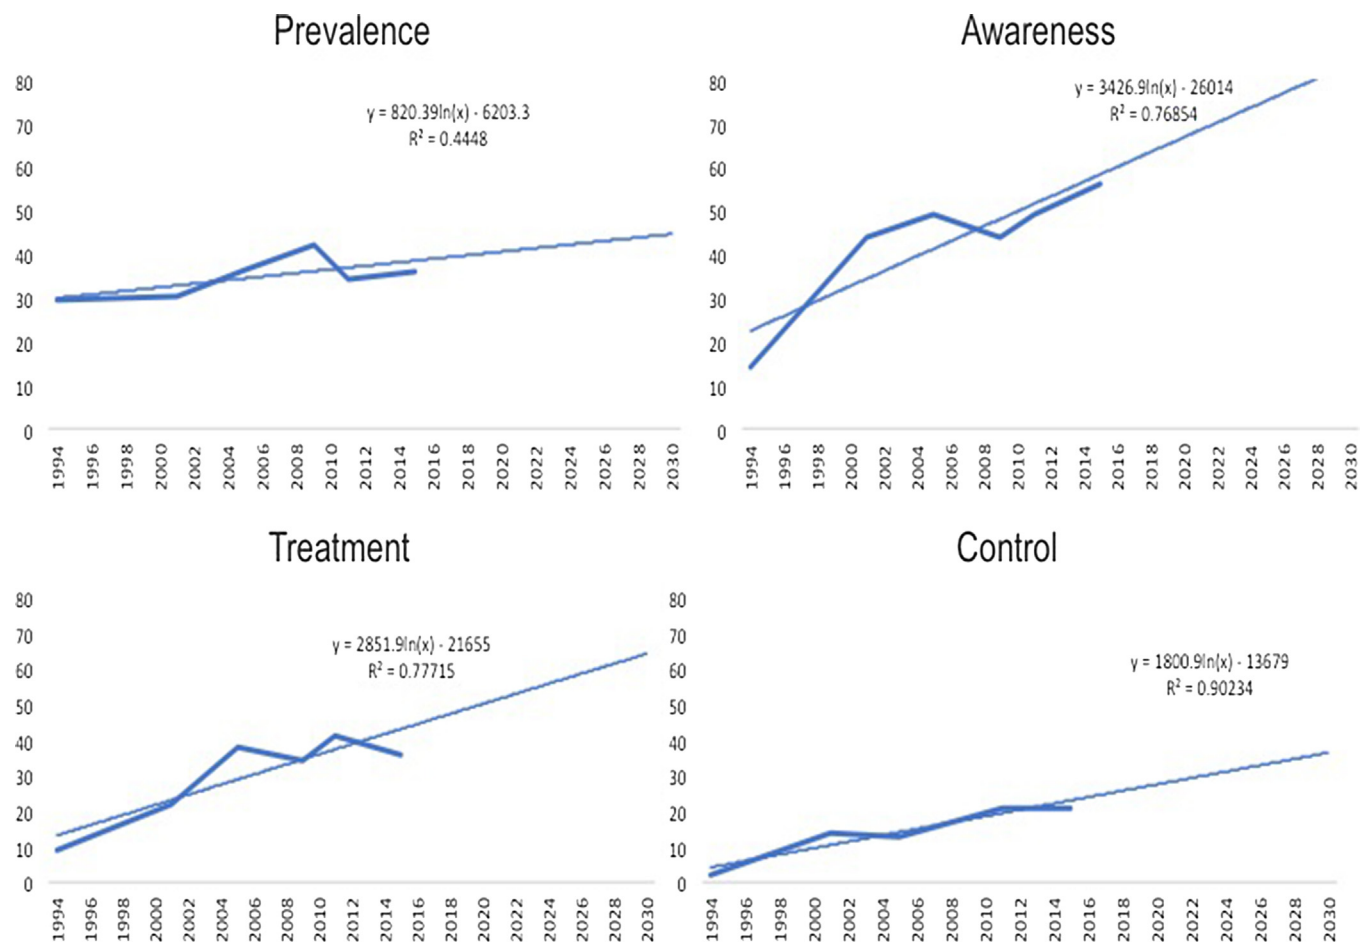 Prevalence
80
70
60
50
40
30
20
10
0
y = 820.39ln(x) - 6203.3
R² = 0.4448
1994 1996 1998 2000 2002 2004 2006 2008 2010 2012 2014 2016 2018 2020 2022 2024 2026 2028 2030
Awareness
80
70
60
50
40
30
20
10
0
y = 3426.9ln(x) - 26014
R² = 0.76854
1994 1996 1998 2000 2002 2004 2006 2008 2010 2012 2014 2016 2018 2020 2022 2024 2026 2028 2030
Treatment
80
70
60
50
40
30
20
10
0
y = 2851.9ln(x) - 21655
R² = 0.77715
1994 1996 1998 2000 2002 2004 2006 2008 2010 2012 2014 2016 2018 2020 2022 2024 2026 2028 2030
Control
80
70
60
50
40
30
20
10
0
y = 1800.9ln(x) - 13679
R² = 0.90234
1994 1996 1998 2000 2002 2004 2006 2008 2010 2012 2014 2016 2018 2020 2022 2024 2026 2028 2030